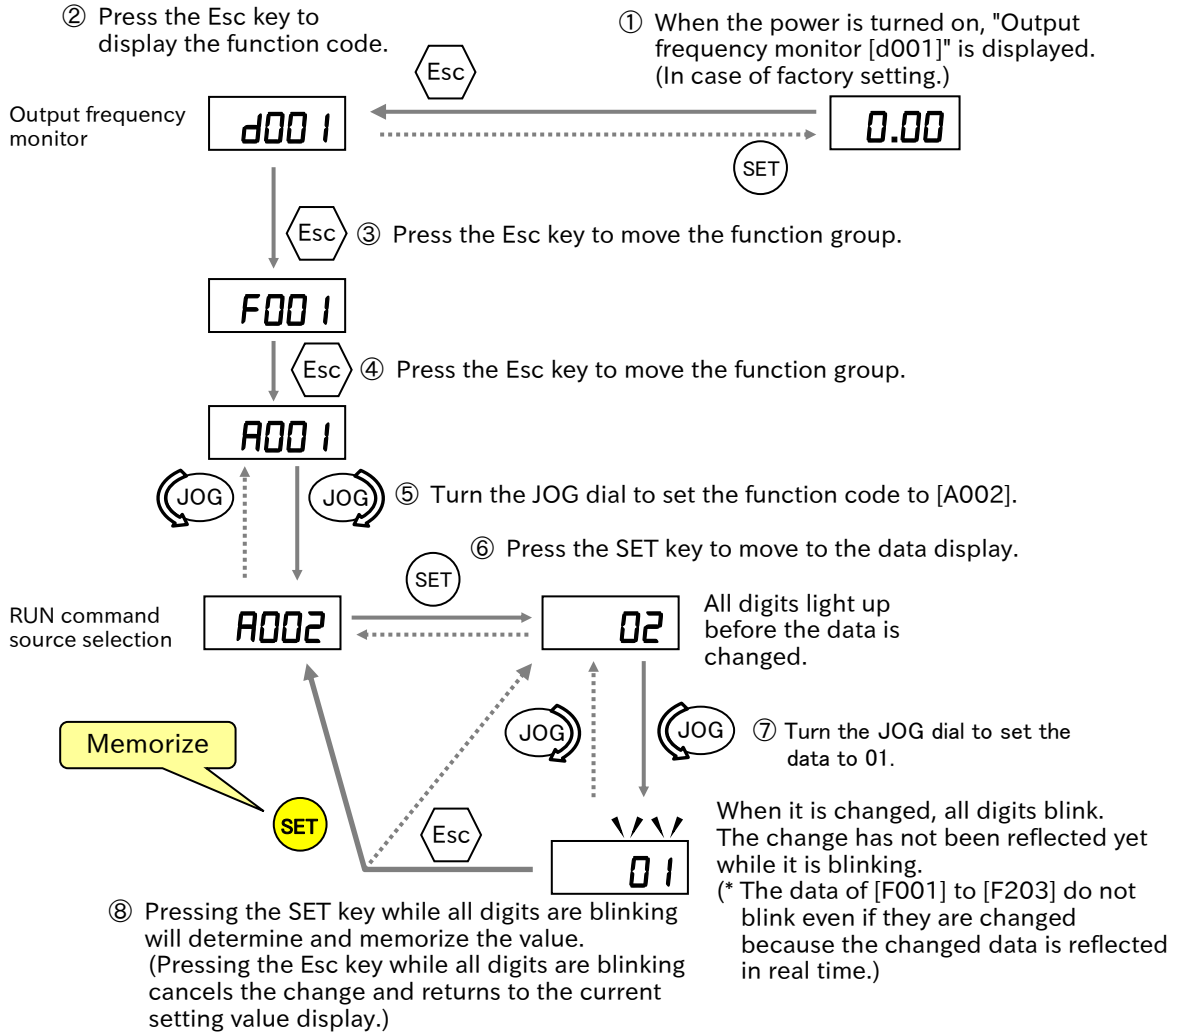 ② Press the Esc key to
display the function code.
① When the power is turned on, "Output
frequency monitor [d001]" is displayed.
(In case of factory setting.)
Esc
Output frequency
monitor
d001
0.00
SET
Esc
③ Press the Esc key to move the function group.
F001
Esc
④ Press the Esc key to move the function group.
A001
JOG
JOG
⑤ Turn the JOG dial to set the function code to [A002].
⑥ Press the SET key to move to the data display.
SET
RUN command
source selection
A002
02
All digits light up
before the data is
changed.
JOG
JOG
⑦ Turn the JOG dial to set the
data to 01.
Memorize
SET
Esc
01
When it is changed, all digits blink.
The change has not been reflected yet
while it is blinking.
(* The data of [F001] to [F203] do not
blink even if they are changed
because the changed data is reflected
in real time.)
⑧ Pressing the SET key while all digits are blinking
will determine and memorize the value.
(Pressing the Esc key while all digits are blinking
cancels the change and returns to the current
setting value display.)